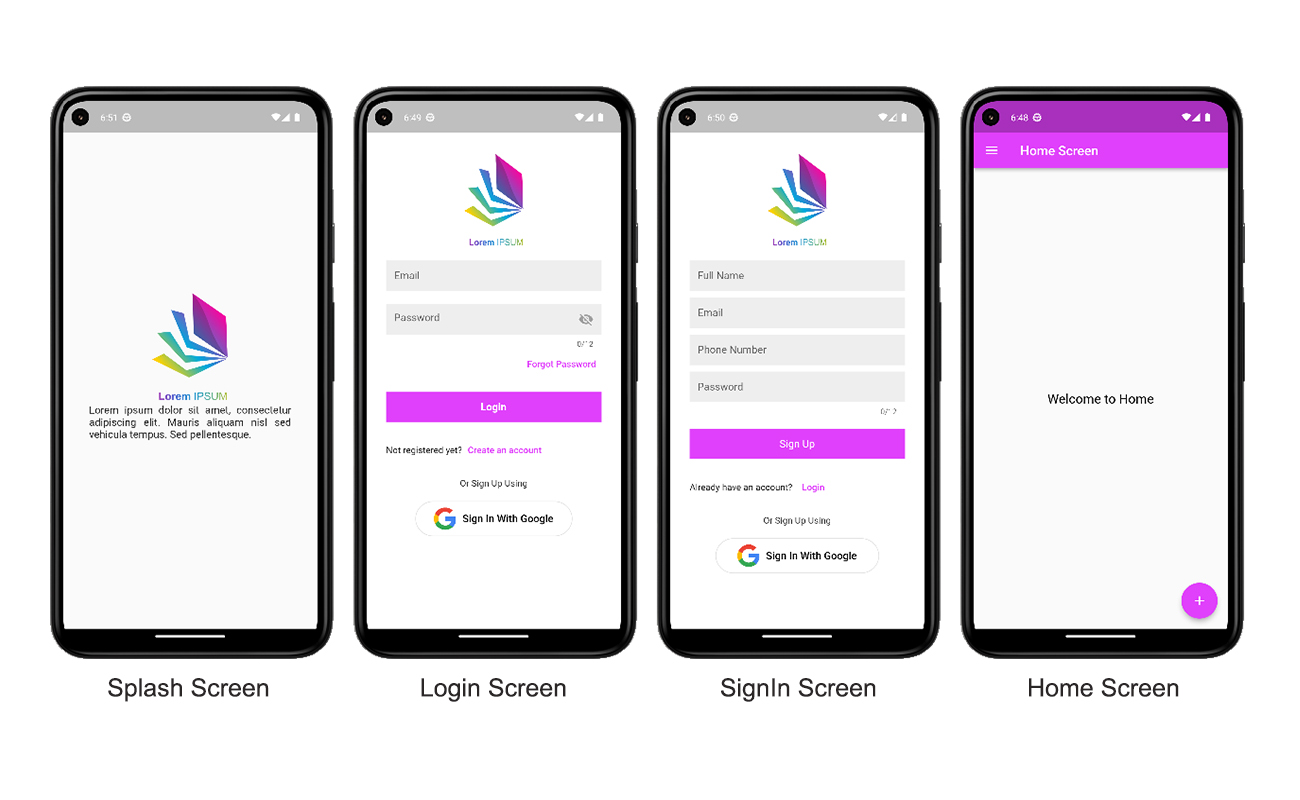 6:51
Lorem IPSUM
Lorem ipsum dolor sit amet, consectetur
adipiscing elit. Mauris aliquam nisl sed
vehicula tempus. Sed pellentesque.
Splash Screen
6:49
Lorem IPSUM
Email
Password
0/12
Forgot Password
Login
Not registered yet? Create an account
Or Sign Up Using
Sign In With Google
Login Screen
6:50
Lorem IPSUM
Full Name
Email
Phone Number
Password
0/12
Sign Up
Already have an account? Login
Or Sign Up Using
Sign In With Google
SignIn Screen
6:48
Home Screen
Welcome to Home
+
Home Screen